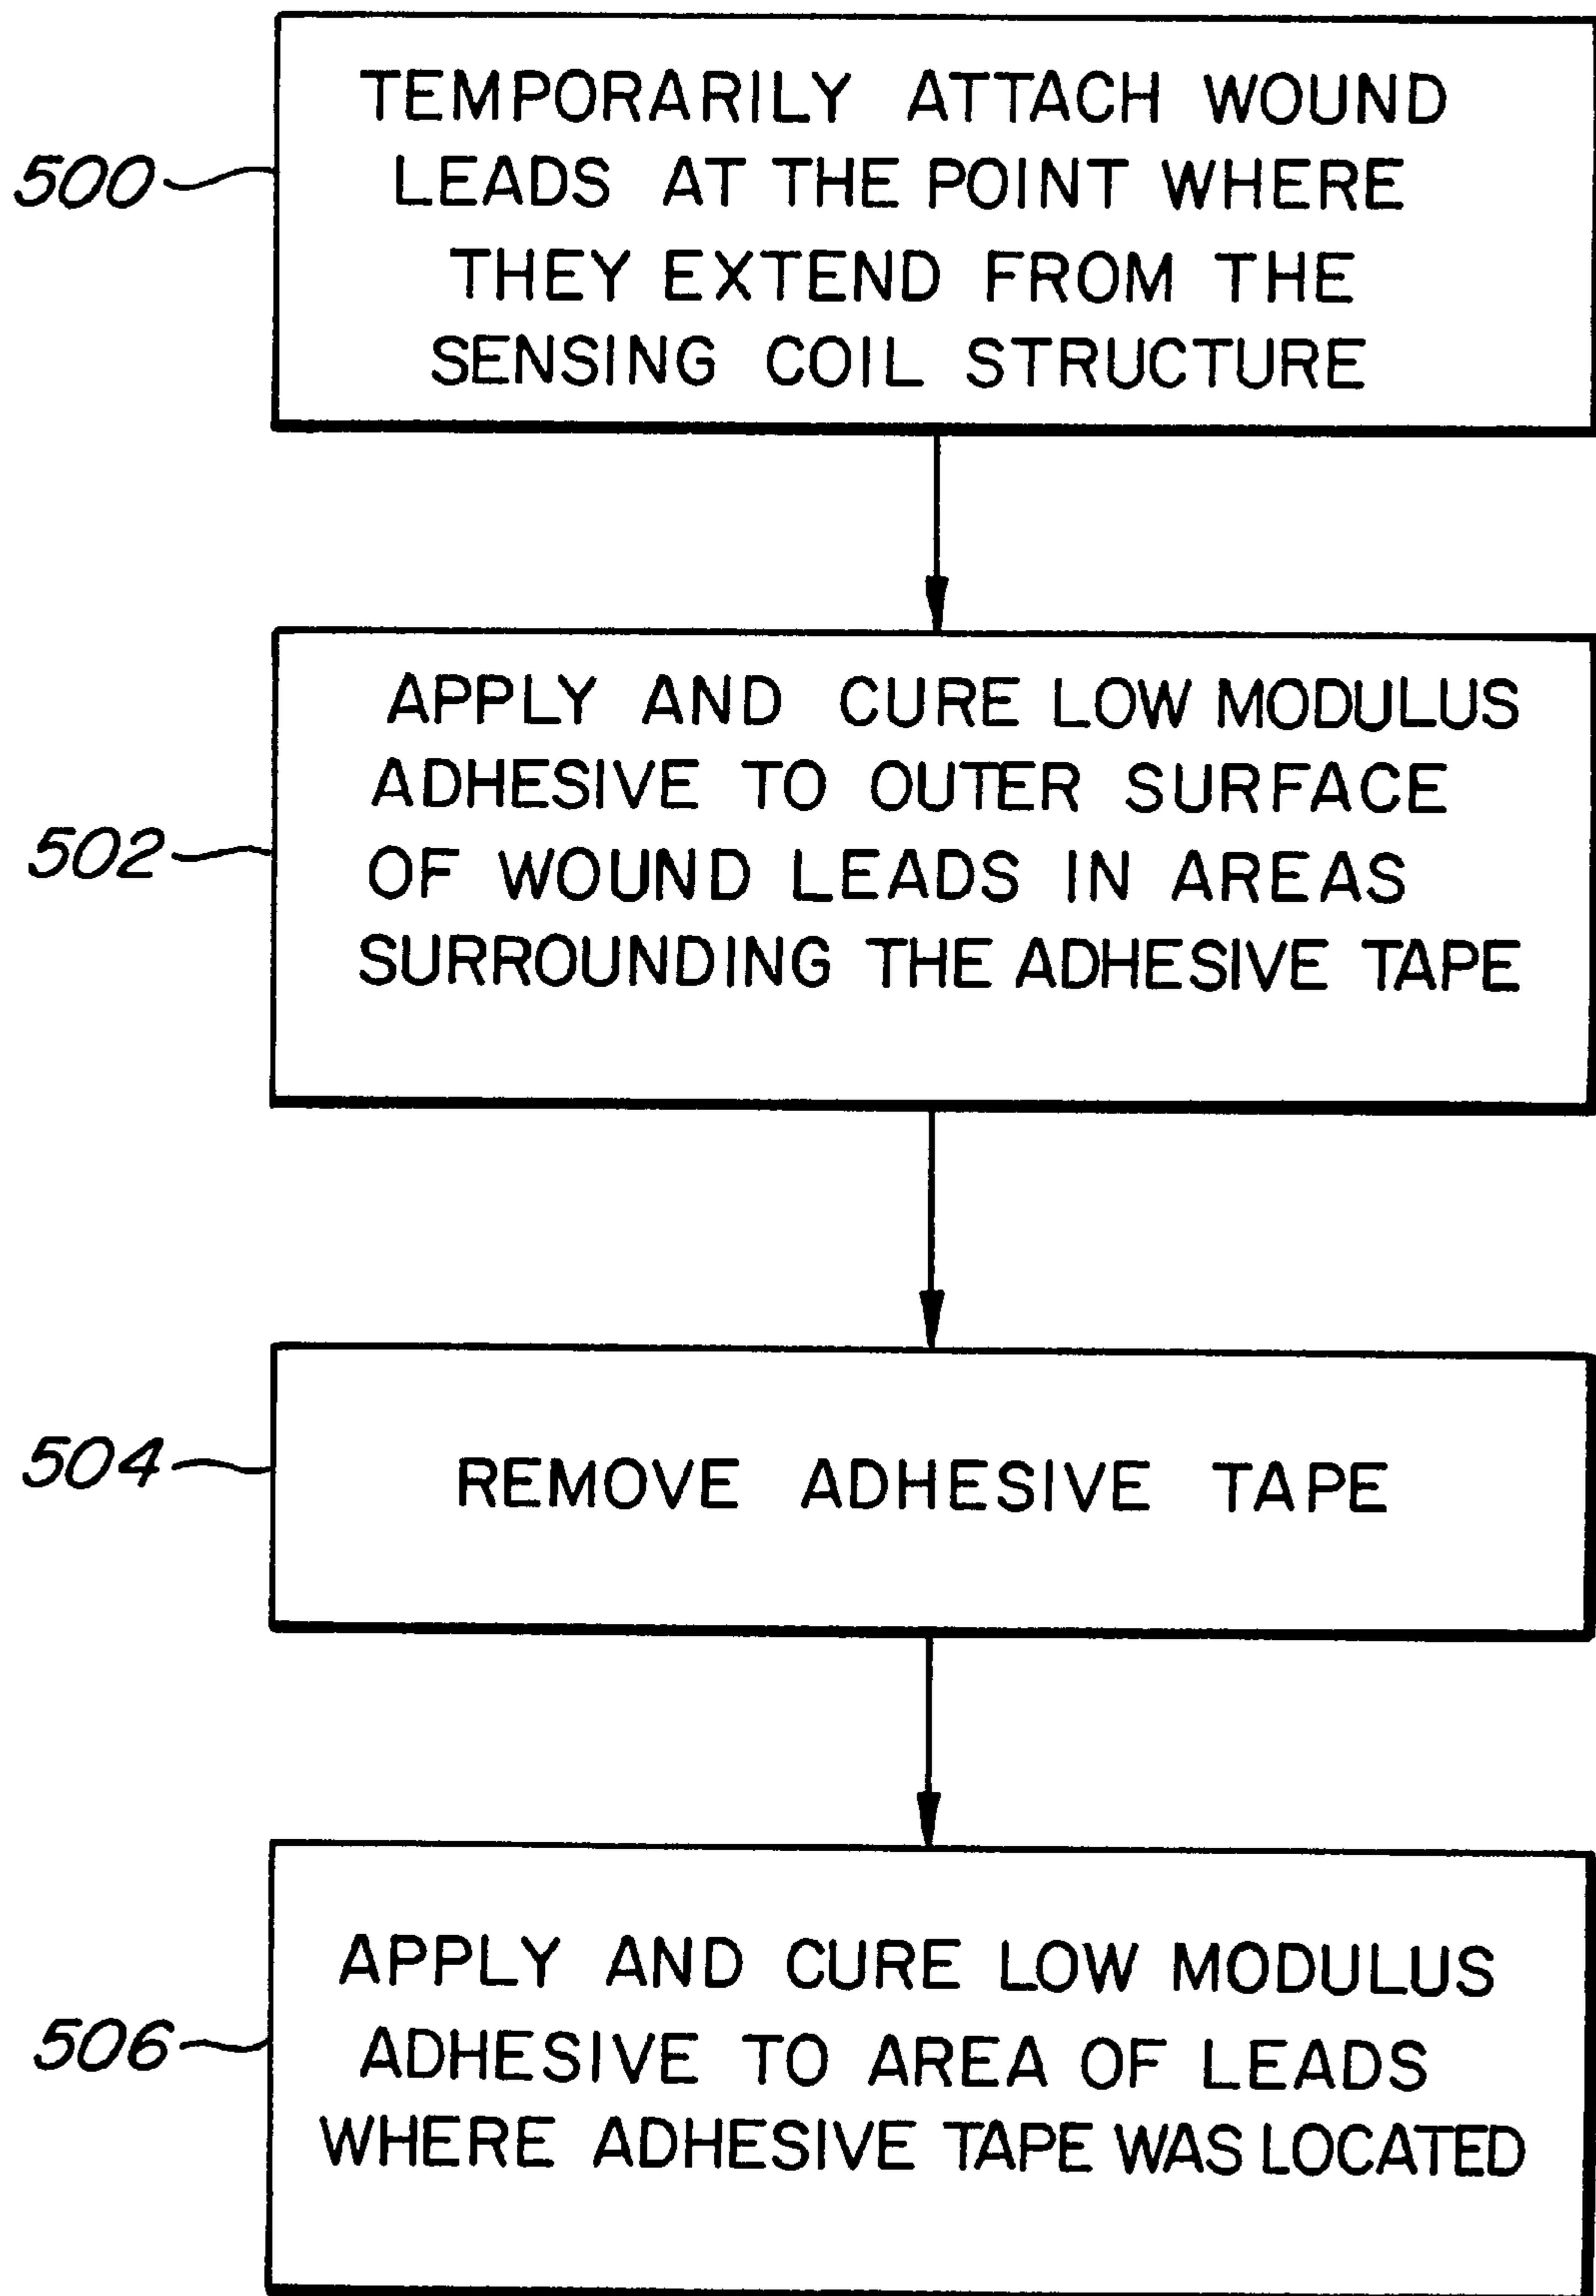 TEMPORARILY ATTACH WOUND
500
LEADS AT THE POINT WHERE
THEY EXTEND FROM THE
SENSING COIL STRUCTURE
APPLY AND CURE LOW MODULUS
ADHESIVE TO OUTER SURFACE
502
OF WOUND LEADS IN AREAS
SURROUNDING THE ADHESIVE TAPE
504
REMOVE ADHESIVE TAPE
APPLY AND CURE LOW MODULUS
506
ADHESIVE TO AREA OF LEADS
WHERE ADHESIVE TAPE WAS LOCATED